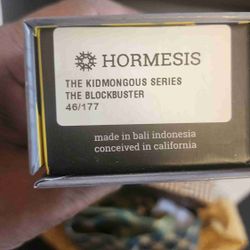 HORMESIS
THE KIDMONGOUS SERIES
THE BLOCKBUSTER
46/177
made in bali indonesia
conceived in california